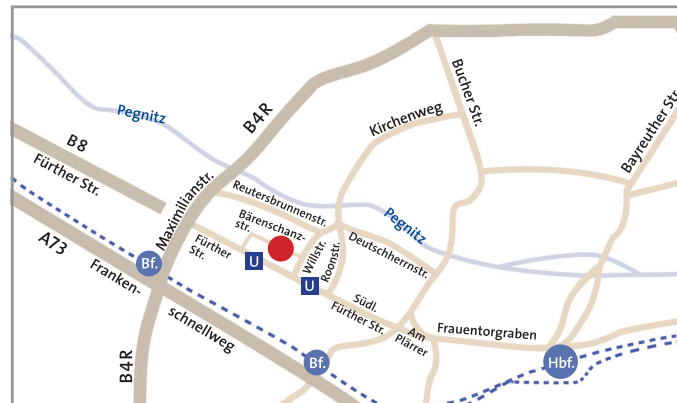 Pegnitz
B4R
Bucher Str.
Kirchenweg
Bayreuther Str
B8
Fürther Str.
Maximilianstr.
Reutersbrunnenstr.
Bärenschanz-
str.
Pegnitz
Fürther
Str.
U
Willstr.
Roonstr.
Deutschherrnstr.
A73
Bf.
Franken-
schnellweg
U
Südl.
Fürther Str.
Am
Plärrer
Frauentorgraben
B4R
Bf.
Hbf.